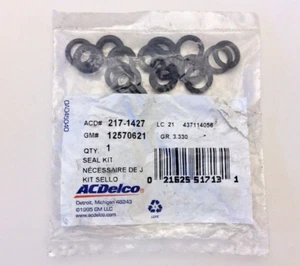 ACD# 217-1427 LC 21 437114056
GM# 12570621 GR 3.330
QTY. 1
SEAL KIT
NÉCESSAIRE DE J
KIT SELLO
0 21625 51713 1
ACDelco
Detroit, Michigan 48243
©1995 GM LLC
www.acdelco.com